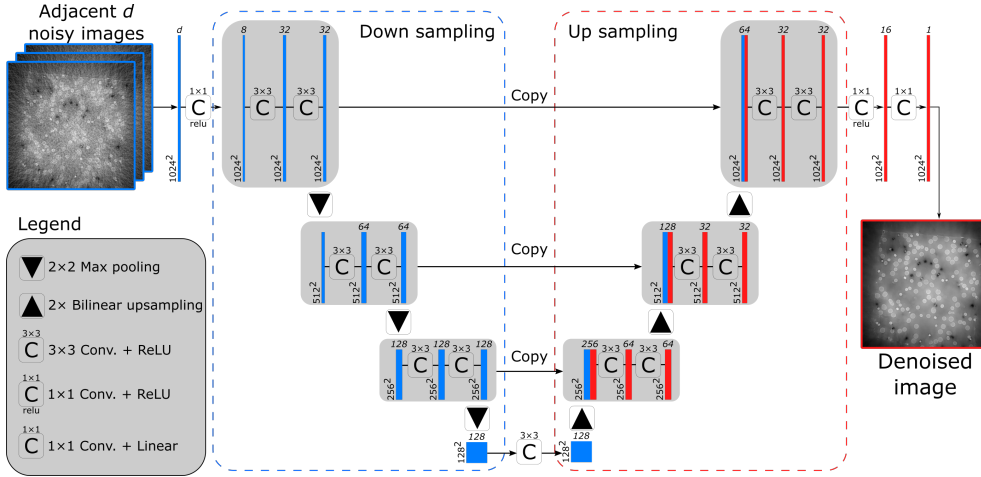 Adjacent d
noisy images
d
1×1
C
relu
1024²
Down sampling
8 32 32
3×3 3×3
C C
1024² 1024² 1024²
Copy
Up sampling
64 32 32
3×3 3×3
C C
1024² 1024² 1024²
1×1
C
relu
16
1×1
C
1
1024² 1024²
64 64
3×3 3×3
C C
512² 512² 512²
Copy
128 32 32
3×3 3×3
C C
512² 512² 512²
128 128 128
3×3 3×3
C C
256² 256² 256²
Copy
256 64 64
3×3 3×3
C C
256² 256² 256²
128
128²
3×3
C
128
128²
Denoised
image
Legend
2×2 Max pooling
2× Bilinear upsampling
3×3
C 3×3 Conv. + ReLU
1×1
C 1×1 Conv. + ReLU
relu
1×1
C 1×1 Conv. + Linear